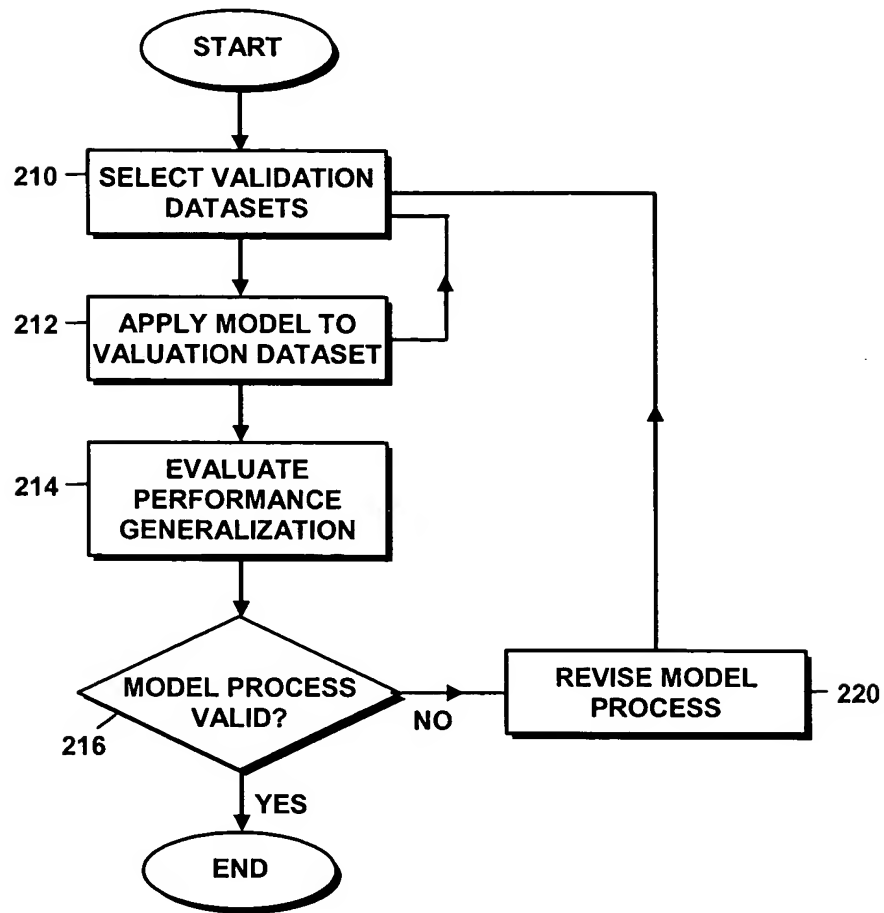 START
210
SELECT VALIDATION
DATASETS
212
APPLY MODEL TO
VALUATION DATASET
214
EVALUATE
PERFORMANCE
GENERALIZATION
MODEL PROCESS
VALID?
216
NO
REVISE MODEL
PROCESS
220
YES
END